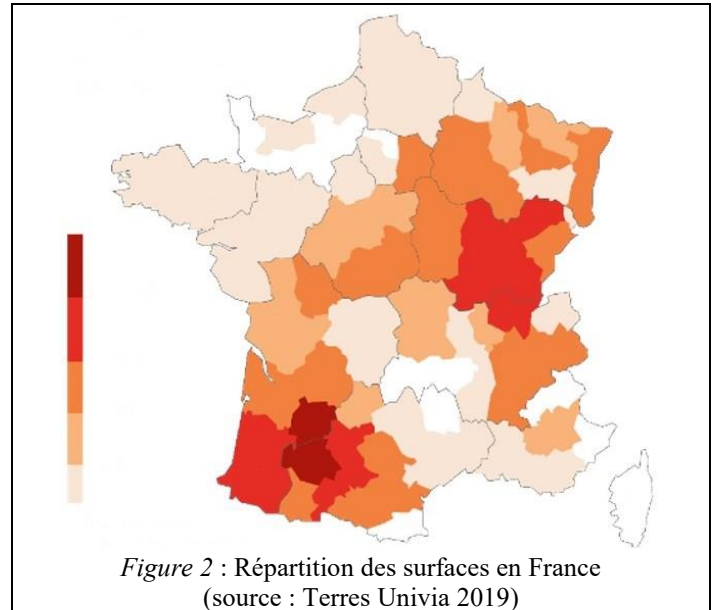 Figure 2 : Répartition des surfaces en France
(source : Terres Univia 2019)